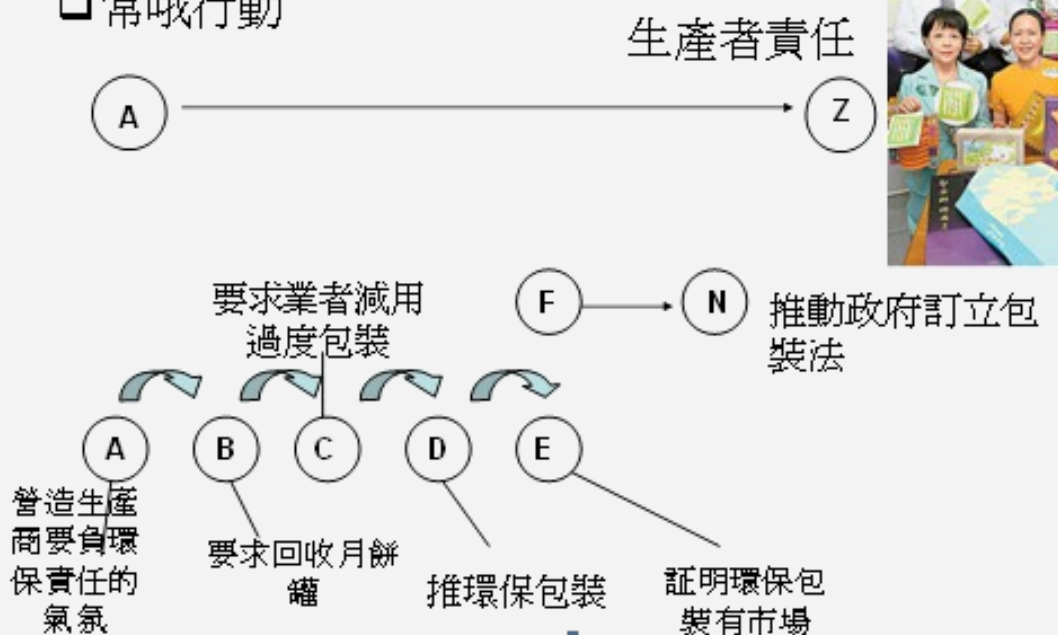 常哦行動
生產者責任
A
Z
要求業者減用
過度包裝
F
N
推動政府訂立包
裝法
A
B
C
D
E
營造生產
商要負環
保責任的
氣氛
要求回收月餅
罐
推環保包裝
証明環保包
裝有市場